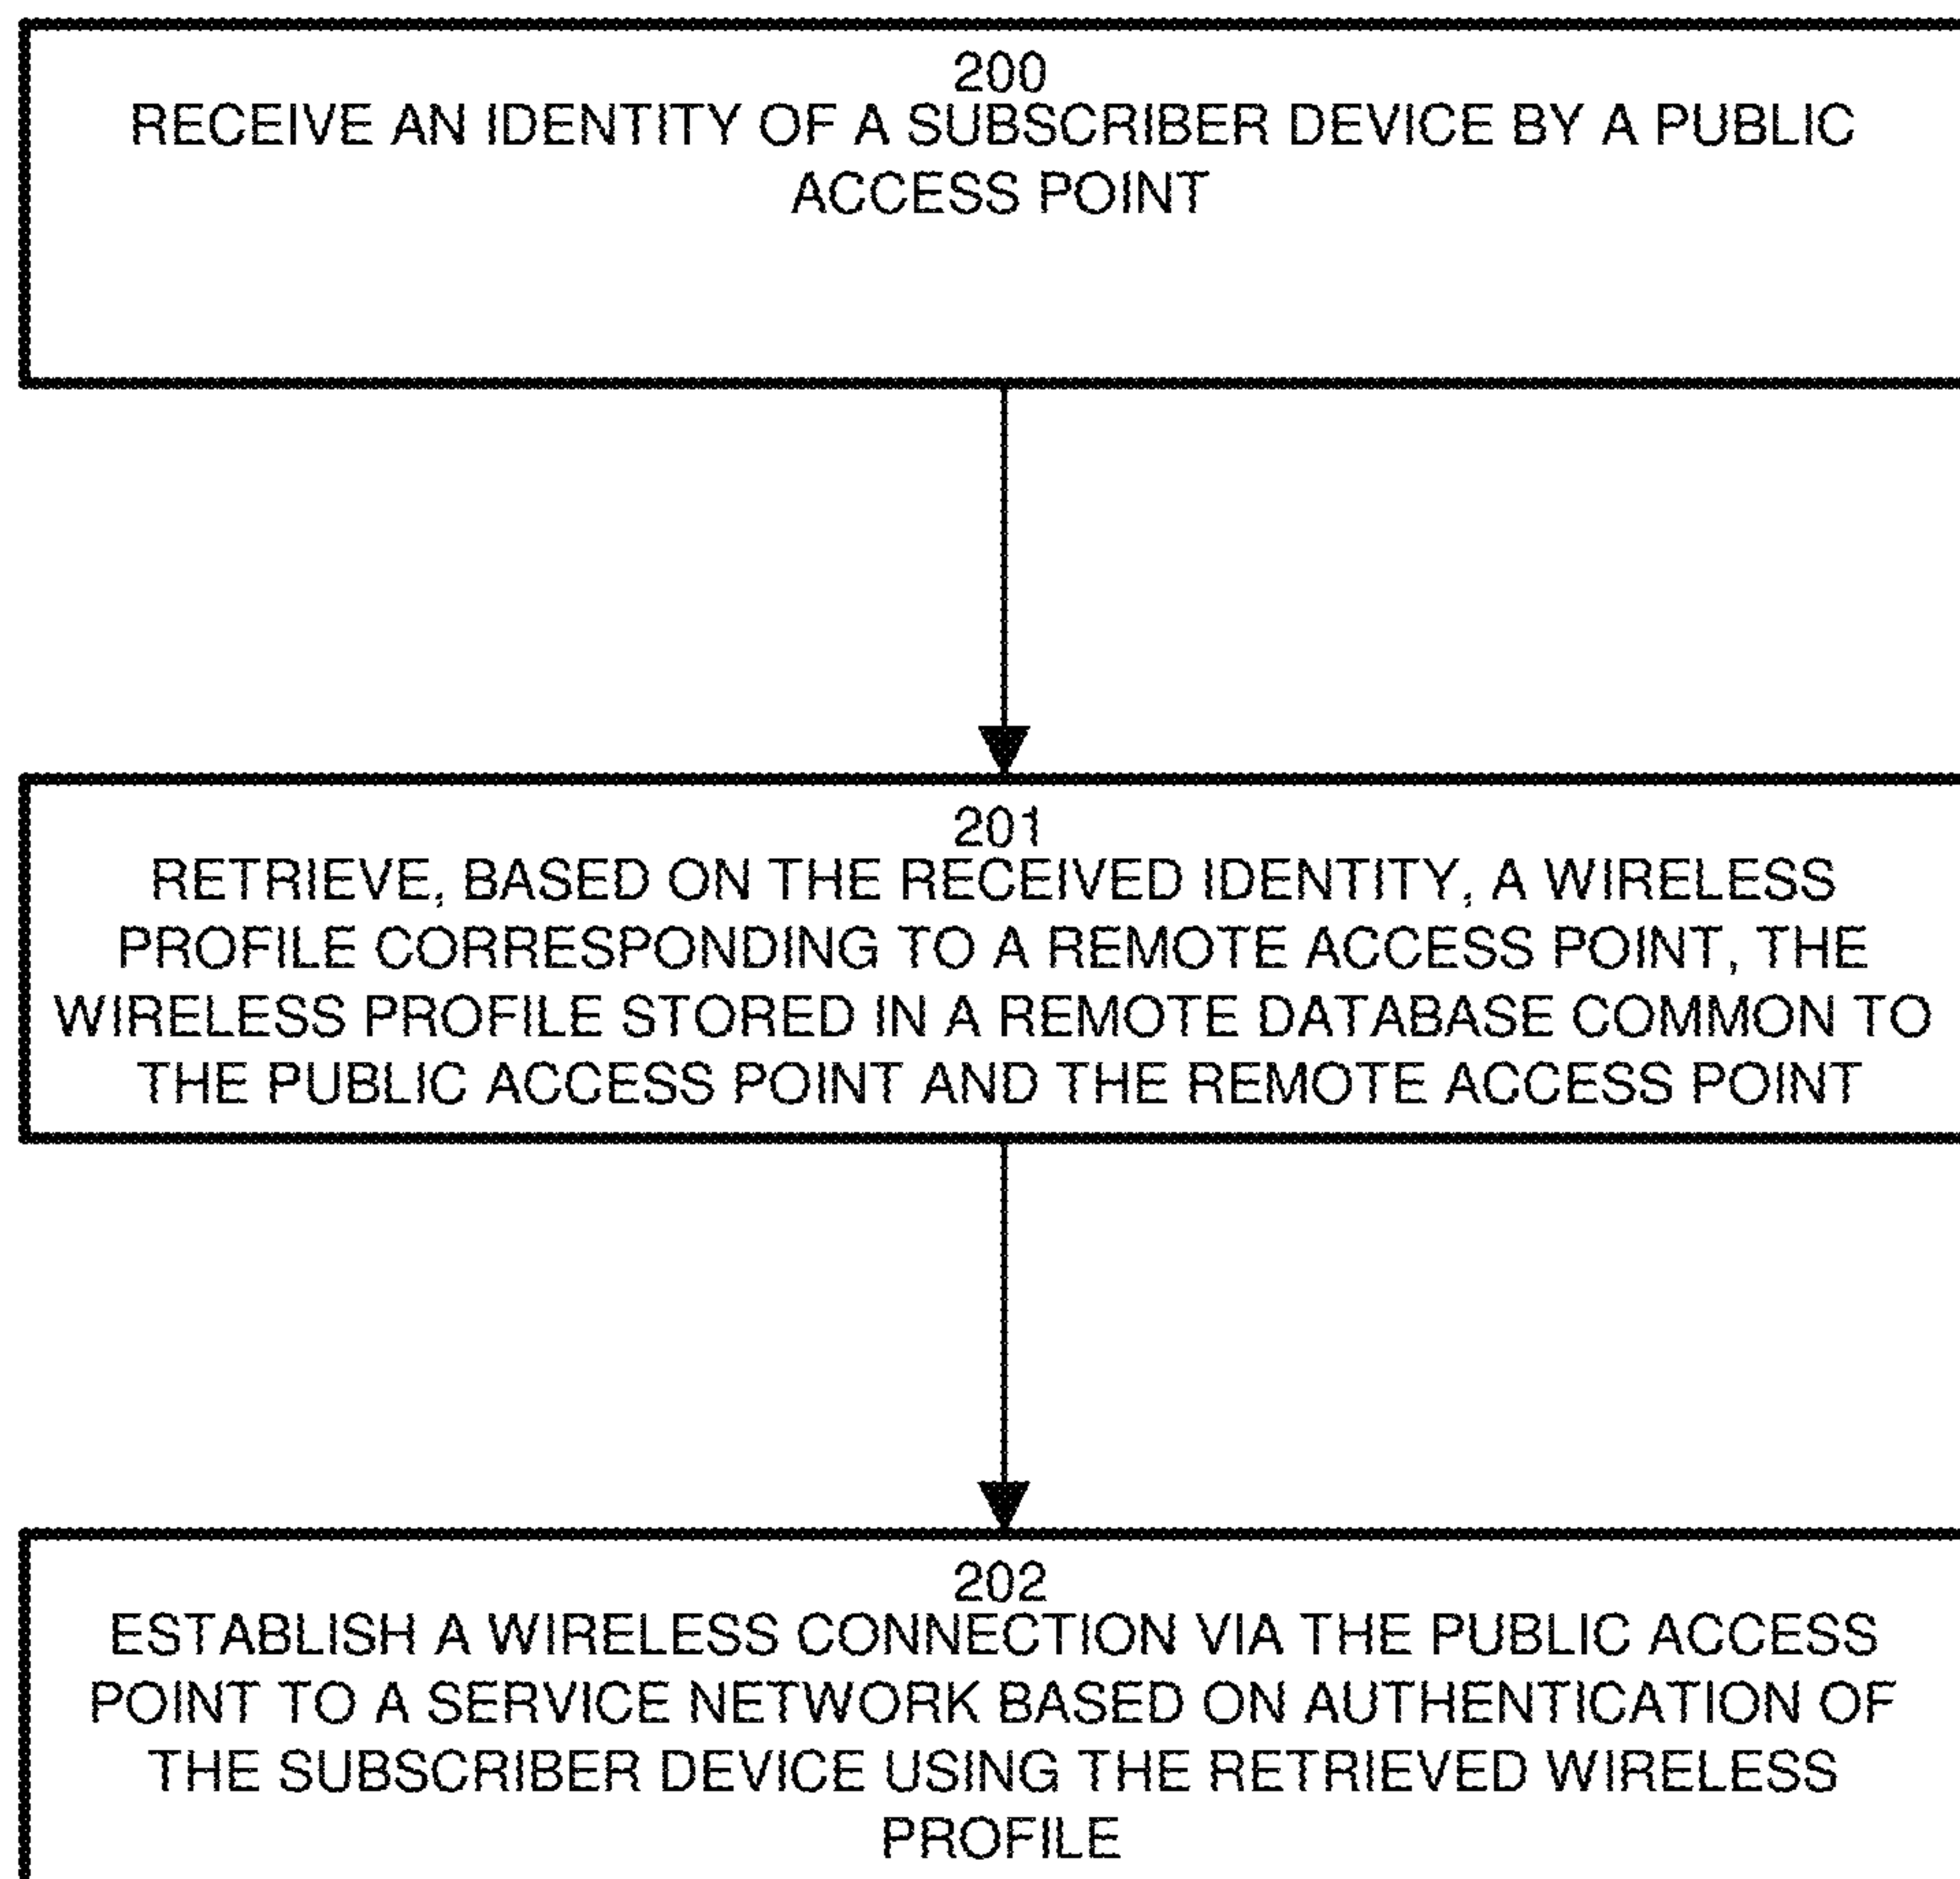 200
RECEIVE AN IDENTITY OF A SUBSCRIBER DEVICE BY A PUBLIC
ACCESS POINT
201
RETRIEVE, BASED ON THE RECEIVED IDENTITY, A WIRELESS
PROFILE CORRESPONDING TO A REMOTE ACCESS POINT, THE
WIRELESS PROFILE STORED IN A REMOTE DATABASE COMMON TO
THE PUBLIC ACCESS POINT AND THE REMOTE ACCESS POINT
202
ESTABLISH A WIRELESS CONNECTION VIA THE PUBLIC ACCESS
POINT TO A SERVICE NETWORK BASED ON AUTHENTICATION OF
THE SUBSCRIBER DEVICE USING THE RETRIEVED WIRELESS
PROFILE